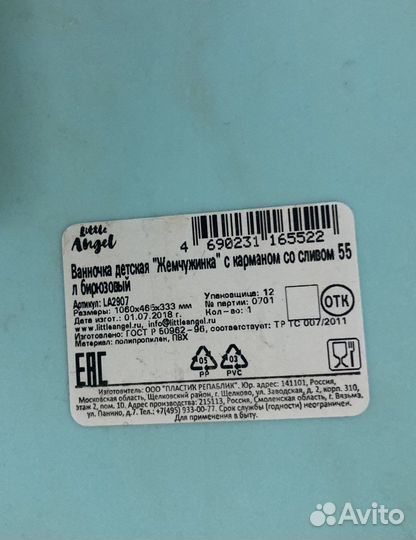 Little
Angel
4 690231 165522
Ванночка детская "Жемчужинка" с карманом со сливом 55
л бирюзовый
Артикул: LA2907
Размеры: 1060х465х333 мм
Дата изгот.: 01.07.2018 г.
www.littleangel.ru, info@littleangel.ru
Изготовлено: ГОСТ Р 50962-96, соответствует: ТР ТС 007/2011
Материал: полипропилен, ПВХ
Упаковщица: 12
№ партии: 0701
Кол-во: 1
ОТК
EAC
05
PP
03
PVC
Изготовитель: ООО "ПЛАСТИК РЕПАБЛИК". Юр. адрес: 141101, Россия,
Московская область, Щелковский район, г. Щелково, ул. Заводская, д. 2, корп. 310,
этаж 2, пом. 10. Адрес производства: 215113, Россия, Смоленская область, г. Вязьма,
ул. Панино, д. 7. Тел.: +7(495) 933-00-77. Срок службы (годности) неограничен.
Для применения в быту.
Avito